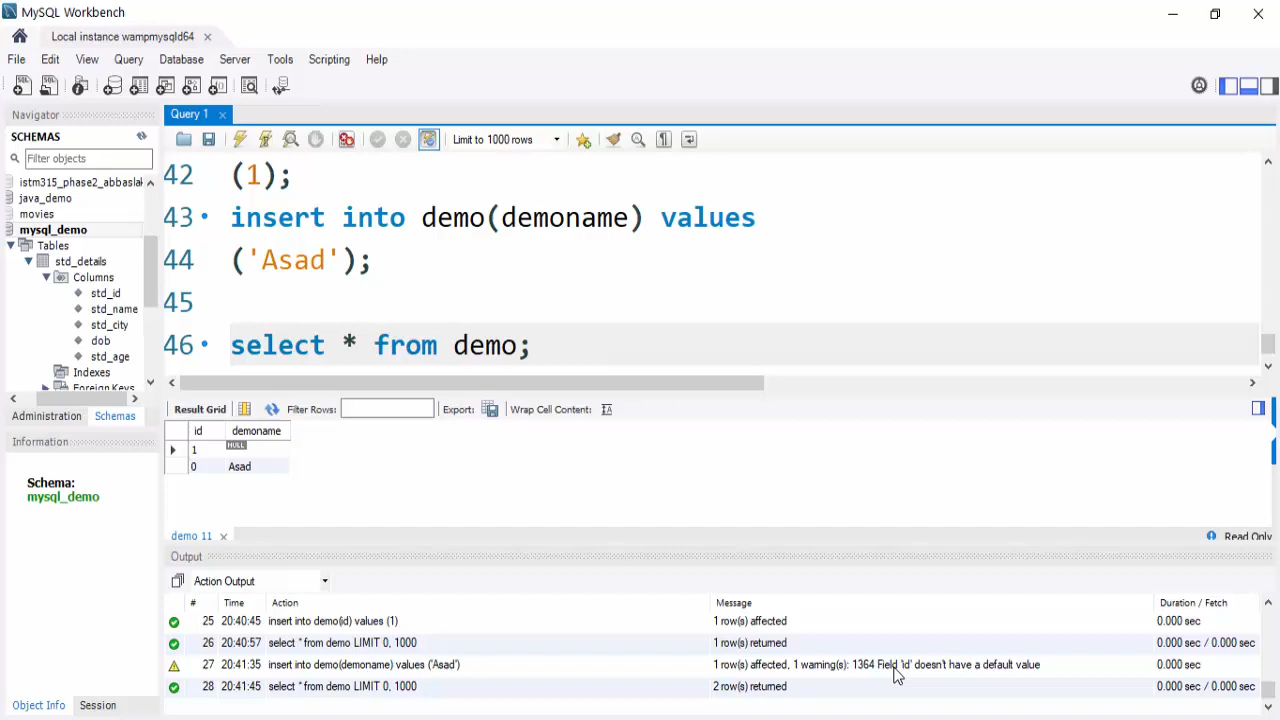 MySQL Workbench
Local instance wampmysqld64
File Edit View Query Database Server Tools Scripting Help
Navigator
SCHEMAS
Filter objects
istm315_phase2_abbaslak
java_demo
movies
mysql_demo
Tables
std_details
Columns
std_id
std_name
std_city
dob
std_age
Indexes
Foreign Keys
Administration Schemas
Information
Schema:
mysql_demo
Object Info Session
Query 1
Limit to 1000 rows
42 (1);
43 insert into demo(demoname) values
44 ('Asad');
45
46 select * from demo;
Result Grid Filter Rows: Export: Wrap Cell Content:
id demoname
1 NULL
0 Asad
demo 11 Read Only
Output
Action Output
# Time Action Message Duration / Fetch
25 20:40:45 insert into demo(id) values (1) 1 row(s) affected 0.000 sec
26 20:40:57 select * from demo LIMIT 0, 1000 1 row(s) returned 0.000 sec / 0.000 sec
27 20:41:35 insert into demo(demoname) values ('Asad') 1 row(s) affected, 1 warning(s): 1364 Field 'id' doesn't have a default value 0.000 sec
28 20:41:45 select * from demo LIMIT 0, 1000 2 row(s) returned 0.000 sec / 0.000 sec